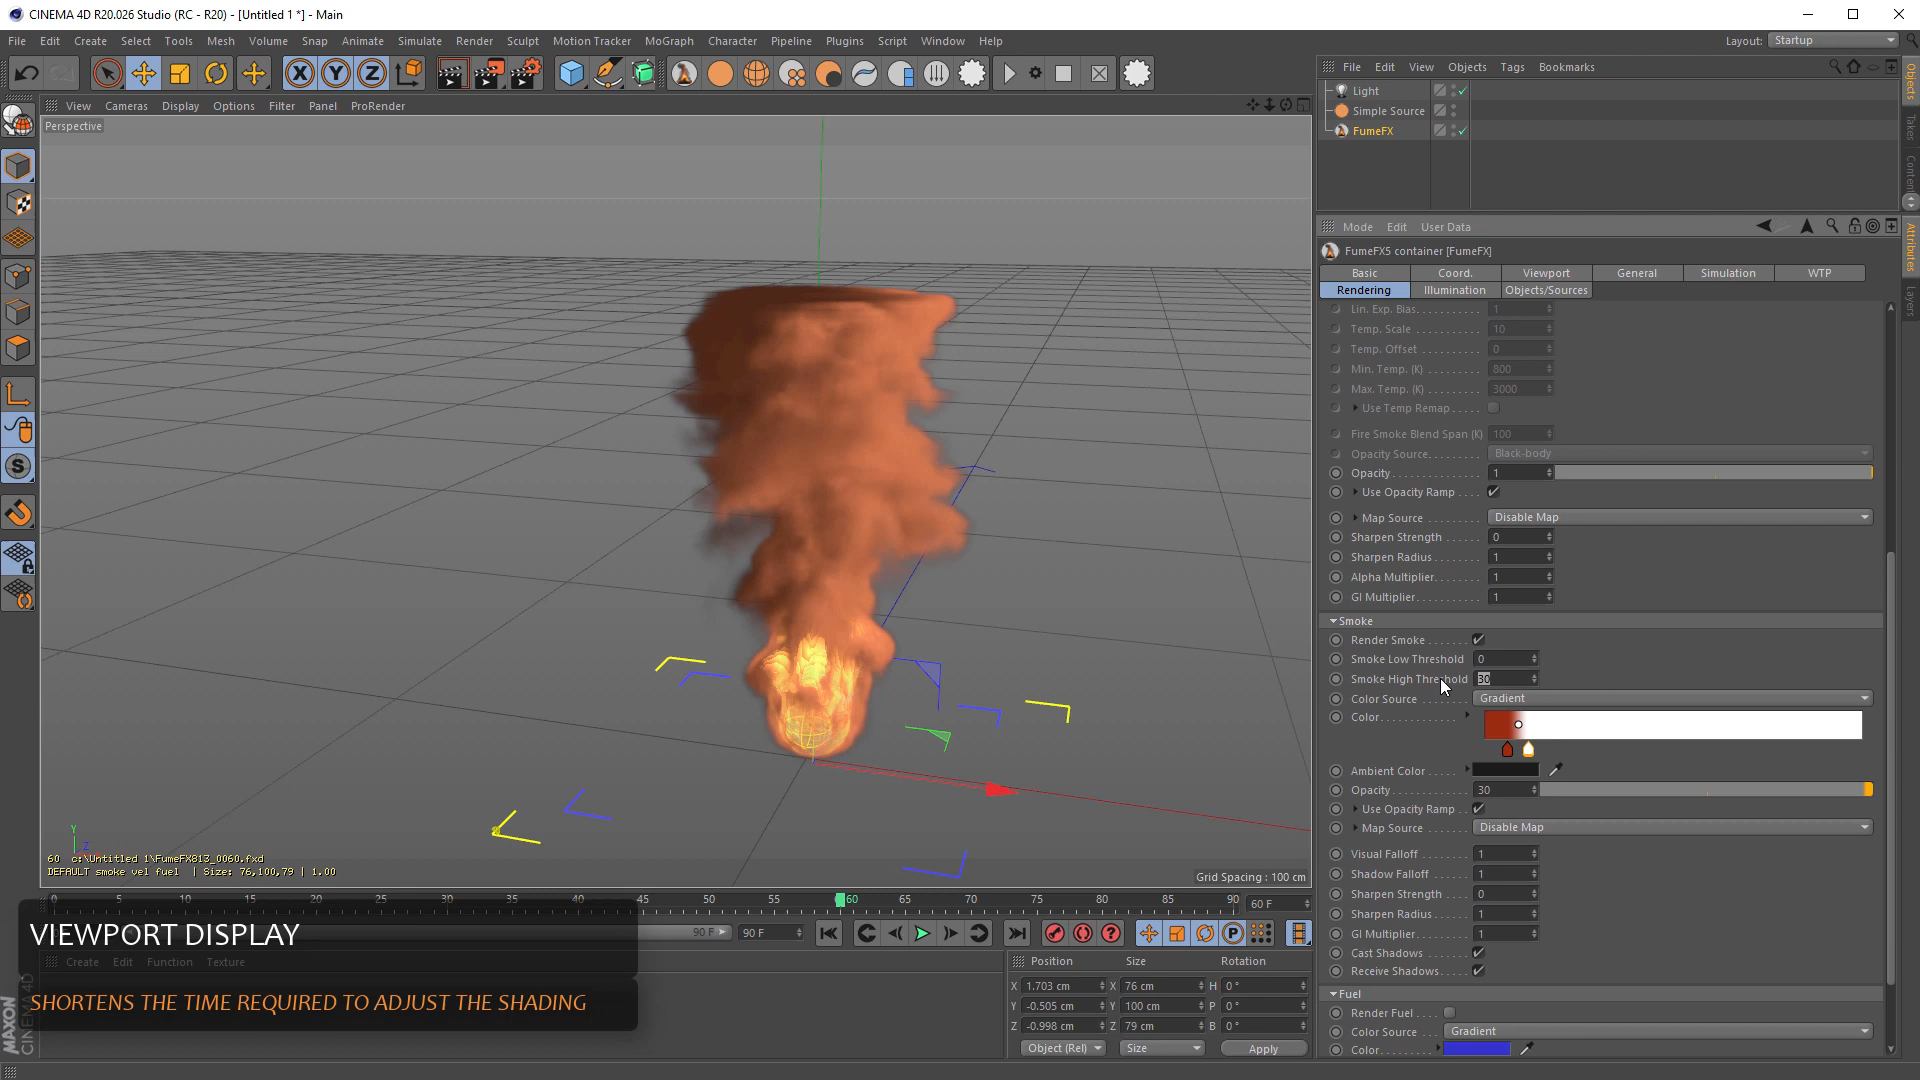 CINEMA 4D R20.026 Studio (RC - R20) - [Untitled 1 *] - Main
File Edit Create Select Tools Mesh Volume Snap Animate Simulate Render Sculpt Motion Tracker MoGraph Character Pipeline Plugins Script Window Help
Layout: Startup
File Edit View Objects Tags Bookmarks
Light
Simple Source
FumeFX
Objects
Takes
Content
View Cameras Display Options Filter Panel ProRender
Perspective
Mode Edit User Data
Attributes
Layers
FumeFX5 container [FumeFX]
Basic Coord. Viewport General Simulation WTP
Rendering Illumination Objects/Sources
Lin. Exp. Bias 1
Temp. Scale 10
Temp. Offset 0
Min. Temp. (K) 800
Max. Temp. (K) 3000
Use Temp Remap
Fire Smoke Blend Span (K) 100
Opacity Source Black-body
Opacity 1
Use Opacity Ramp
Map Source Disable Map
Sharpen Strength 0
Sharpen Radius 1
Alpha Multiplier 1
GI Multiplier 1
Smoke
Render Smoke
Smoke Low Threshold 0
Smoke High Threshold 30
Color Source Gradient
Color
Ambient Color
Opacity 30
Use Opacity Ramp
Map Source Disable Map
Visual Falloff 1
Shadow Falloff 1
Sharpen Strength 0
Sharpen Radius 1
GI Multiplier 1
Cast Shadows
Receive Shadows
Fuel
Render Fuel
Color Source Gradient
Color
Y
Z
60 c:\Untitled 1\FumeFX813_0060.fxd
DEFAULT smoke vel fuel | Size: 76,100,79 | 1.00
Grid Spacing : 100 cm
0 5 10 15 20 25 30 35 40 45 50 55 60 65 70 75 80 85 90
60 F
90 F 90 F
VIEWPORT DISPLAY
Create Edit Function Texture
SHORTENS THE TIME REQUIRED TO ADJUST THE SHADING
MAXON
CINEMA 4D
Position Size Rotation
X 1.703 cm X 76 cm H 0 °
Y -0.505 cm Y 100 cm P 0 °
Z -0.998 cm Z 79 cm B 0 °
Object (Rel) Size Apply